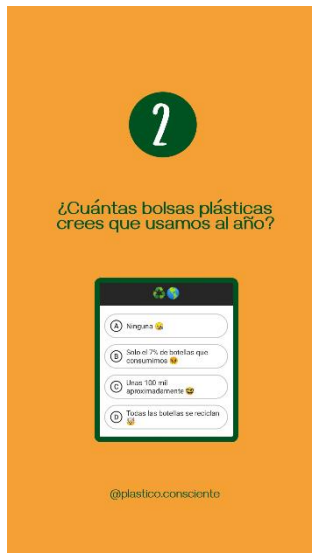 2
¿Cuántas bolsas plásticas
crees que usamos al año?
A Ninguna
B Solo el 7% de botellas que
consumimos
C Unas 100 mil
aproximadamente
D Todas las botellas se reciclan
@plastico.consciente